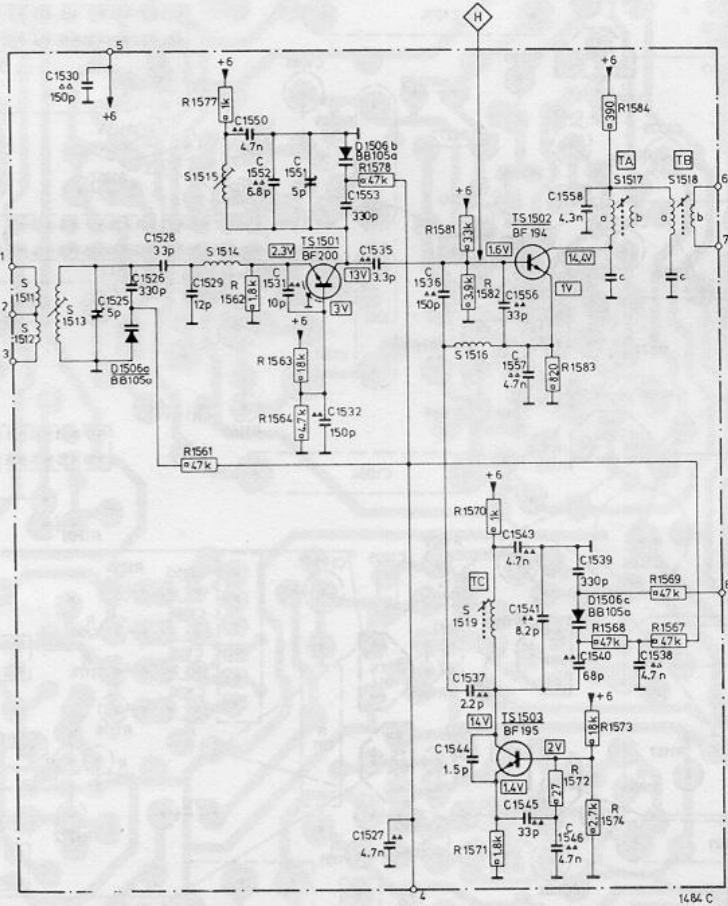 H
5
C1530
150p
+6
+6
R1577
1k
C1550
4.7n
S1515
C
1552
6.8p
C
1551
5p
D1506b
BB105a
R1578
47k
C1553
330p
+6
390
R1584
TA
TB
S1517
S1518
6
C1558
4.3n
a
b
a
b
7
+6
R1581
33k
TS1502
BF194
1.6V
14,4V
1V
c
c
1
2
3
S
1511
S
1512
S
1513
C1528
33p
C1526
330p
C1525
5p
D1506a
BB105a
C1529
12p
S1514
R
1562
1.8k
2.3V
TS1501
BF200
C
1531
10p
13V
C1535
3.3p
3V
C
1536
150p
3.9k
R
1582
C1556
33p
S1516
C
1557
4.7n
820
R1583
+6
R1563
18k
R1564
4.7k
C1532
150p
R1561
47k
+6
R1570
1k
C1543
4.7n
C1539
330p
TC
S
1519
C1541
8.2p
D1506c
BB105a
R1569
47k
8
R1568
47k
R1567
47k
C1540
68p
C1538
4.7n
C1537
2.2p
14V
TS1503
BF195
+6
18k
R1573
C1544
1.5p
2V
1.4V
27
R
1572
C1545
33p
C
1546
4.7n
2.7k
R
1574
R1571
1.8k
C1527
4.7n
4
1484 C